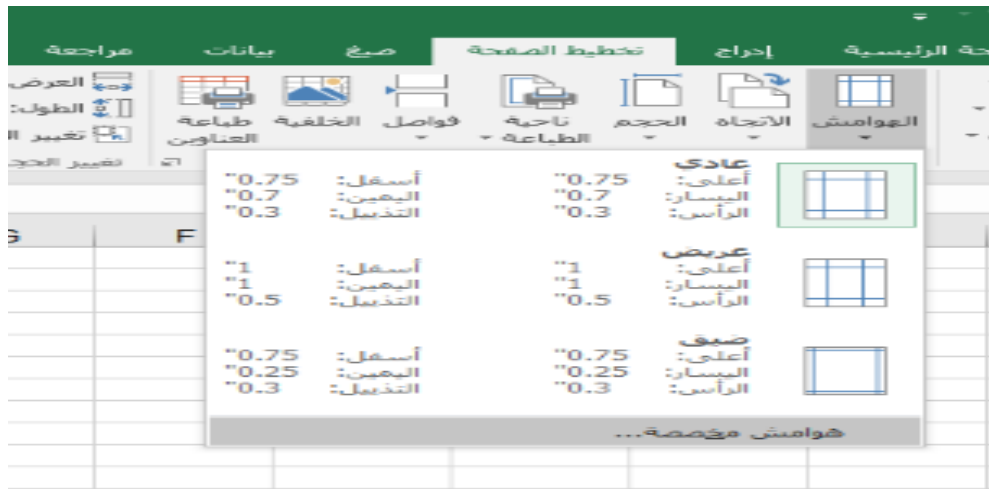 حة الرئيسية إدراج تخطيط الصفحة صيغ بيانات مراجعة
الهوامش الاتجاه الحجم ناحية الطباعة فواصل الخلفية طباعة العناوين
العرض
الطول:
تغيير
تغيير الحجم
عادي
أعلى: 0.75" أسفل: 0.75"
اليسار: 0.7" اليمين: 0.7"
الرأس: 0.3" التذييل: 0.3"
عريض
أعلى: 1" أسفل: 1"
اليسار: 1" اليمين: 1"
الرأس: 0.5" التذييل: 0.5"
ضيق
أعلى: 0.75" أسفل: 0.75"
اليسار: 0.25" اليمين: 0.25"
الرأس: 0.3" التذييل: 0.3"
هوامش مخصصة...
F G